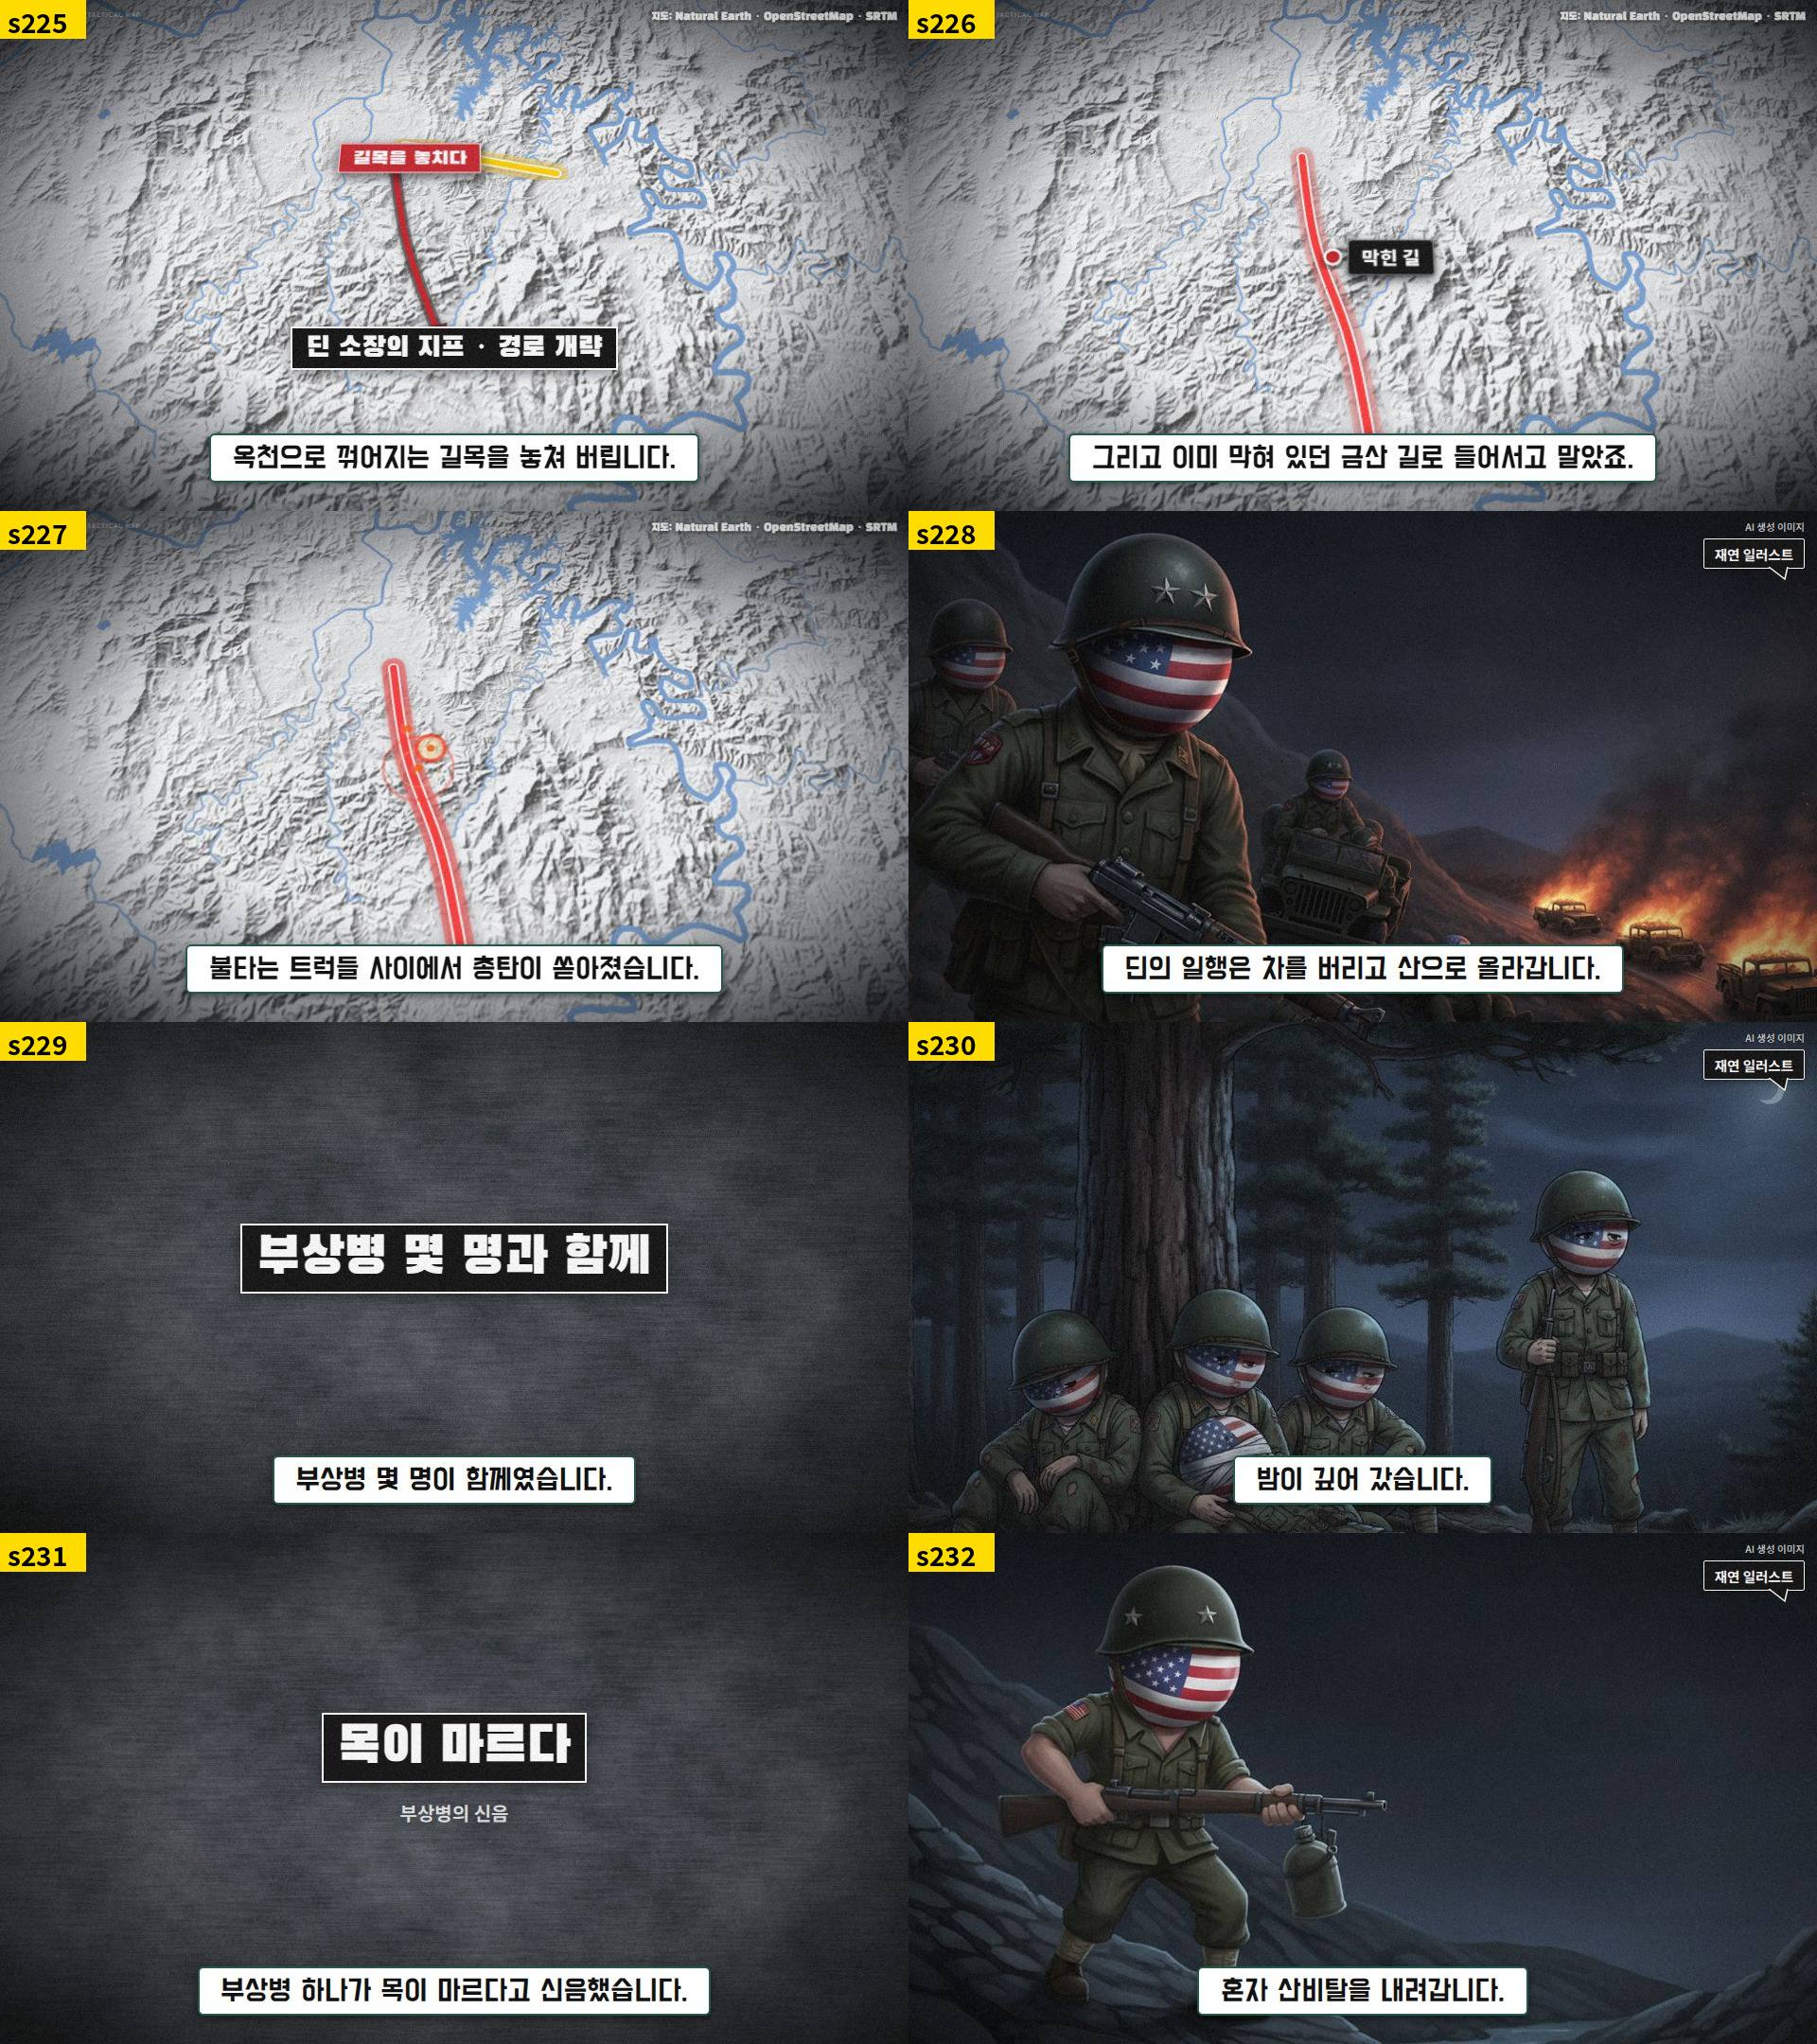 s225
지도: Natural Earth · OpenStreetMap · SRTM
길목을 놓치다
딘 소장의 지프 · 경로 개략
옥천으로 꺾어지는 길목을 놓쳐 버립니다.
s226
지도: Natural Earth · OpenStreetMap · SRTM
막힌 길
그리고 이미 막혀 있던 금산 길로 들어서고 말았죠.
s227
지도: Natural Earth · OpenStreetMap · SRTM
불타는 트럭들 사이에서 총탄이 쏟아졌습니다.
s228
AI 생성 이미지
재연 일러스트
딘의 일행은 차를 버리고 산으로 올라갑니다.
s229
부상병 몇 명과 함께
부상병 몇 명이 함께였습니다.
s230
AI 생성 이미지
재연 일러스트
밤이 깊어 갔습니다.
s231
목이 마르다
부상병의 신음
부상병 하나가 목이 마르다고 신음했습니다.
s232
AI 생성 이미지
재연 일러스트
혼자 산비탈을 내려갑니다.